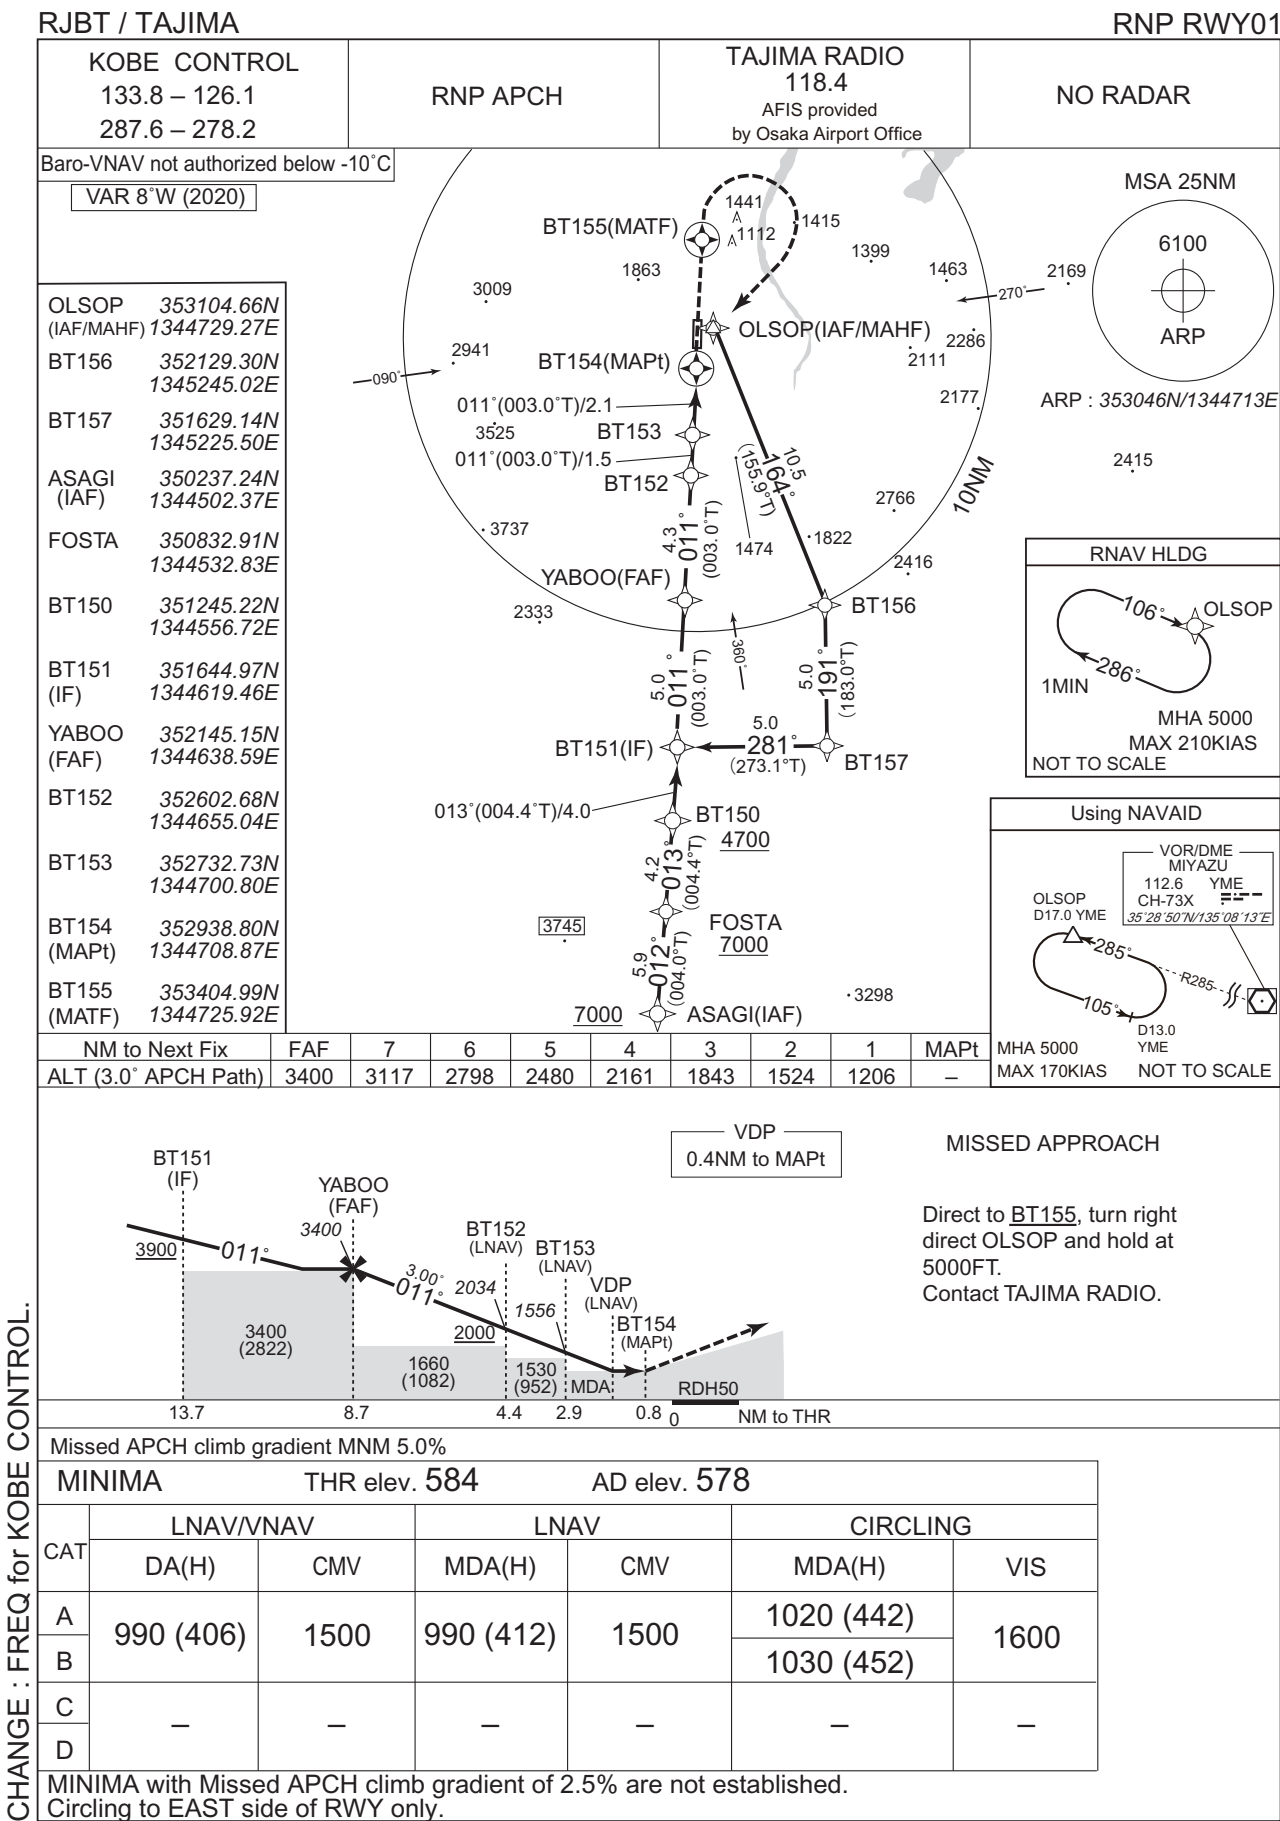 RJBT / TAJIMA
RNP RWY01
KOBE CONTROL
133.8 – 126.1
287.6 – 278.2
RNP APCH
TAJIMA RADIO
118.4
AFIS provided
by Osaka Airport Office
NO RADAR
Baro-VNAV not authorized below -10˚C
VAR 8˚W (2020)
OLSOP 353104.66N
(IAF/MAHF) 1344729.27E
BT156 352129.30N
1345245.02E
BT157 351629.14N
1345225.50E
ASAGI 350237.24N
(IAF) 1344502.37E
FOSTA 350832.91N
1344532.83E
BT150 351245.22N
1344556.72E
BT151 351644.97N
(IF) 1344619.46E
YABOO 352145.15N
(FAF) 1344638.59E
BT152 352602.68N
1344655.04E
BT153 352732.73N
1344700.80E
BT154 352938.80N
(MAPt) 1344708.87E
BT155 353404.99N
(MATF) 1344725.92E
1441
BT155(MATF)
1112
1415
1863
1399
1463
2169
3009
270˚
OLSOP(IAF/MAHF)
2286
2941
2111
BT154(MAPt)
090˚
2177
011˚(003.0˚T)/2.1
3525
BT153
011˚(003.0˚T)/1.5
BT152
10.5
164˚
(155.9˚T)
10NM
2415
2766
3737
4.3
011˚
(003.0˚T)
1474
1822
2416
YABOO(FAF)
BT156
2333
360˚
5.0
011˚
(003.0˚T)
5.0
191˚
(183.0˚T)
5.0
281˚
(273.1°T)
BT151(IF)
BT157
013˚(004.4˚T)/4.0
BT150
4700
4.2
013˚
(004.4°T)
3745
FOSTA
7000
5.9
012˚
(004.0°T)
3298
7000
ASAGI(IAF)
MSA 25NM
6100
ARP
ARP : 353046N/1344713E
RNAV HLDG
106˚
OLSOP
286˚
1MIN
MHA 5000
MAX 210KIAS
NOT TO SCALE
Using NAVAID
VOR/DME
MIYAZU
112.6 YME
CH-73X
35˚28´50˝N/135˚08´13˝E
OLSOP
D17.0 YME
285˚
R285
105˚
D13.0
YME
MHA 5000
MAX 170KIAS NOT TO SCALE
NM to Next Fix FAF 7 6 5 4 3 2 1 MAPt
ALT (3.0˚ APCH Path) 3400 3117 2798 2480 2161 1843 1524 1206 –
VDP
0.4NM to MAPt
MISSED APPROACH
Direct to BT155, turn right
direct OLSOP and hold at
5000FT.
Contact TAJIMA RADIO.
BT151
(IF)
YABOO
(FAF)
3400
3900
011˚
BT152
(LNAV)
BT153
(LNAV)
VDP
(LNAV)
BT154
(MAPt)
3.00˚
011˚
2034
1556
2000
3400
(2822)
1660
(1082)
1530
(952)
MDA
RDH50
13.7 8.7 4.4 2.9 0.8 0 NM to THR
Missed APCH climb gradient MNM 5.0%
MINIMA THR elev. 584 AD elev. 578
CAT LNAV/VNAV LNAV CIRCLING
DA(H) CMV MDA(H) CMV MDA(H) VIS
A 990 (406) 1500 990 (412) 1500 1020 (442) 1600
B 1030 (452)
C – – – – – –
D
MINIMA with Missed APCH climb gradient of 2.5% are not established.
Circling to EAST side of RWY only.
CHANGE : FREQ for KOBE CONTROL.